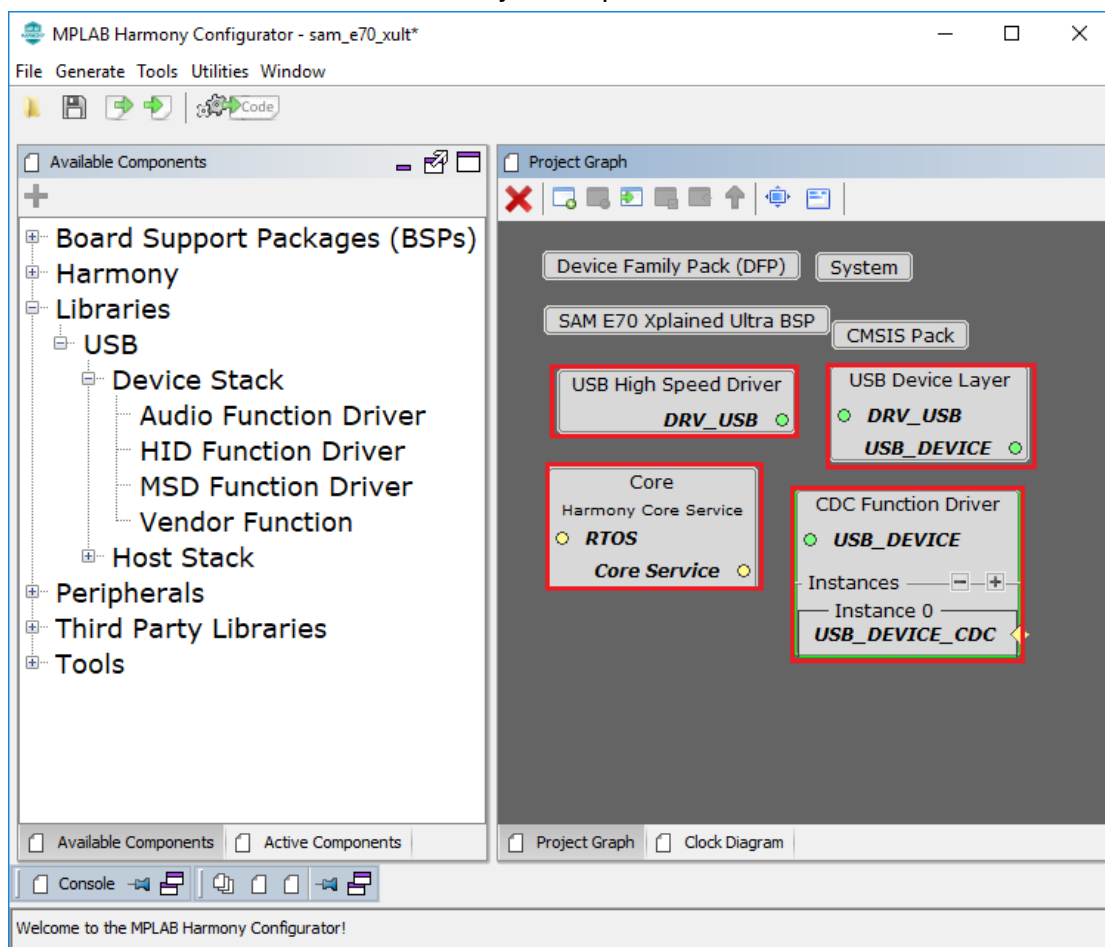 MPLAB Harmony Configurator - sam_e70_xult*
File Generate Tools Utilities Window
Code
Available Components
Board Support Packages (BSPs)
Harmony
Libraries
USB
Device Stack
Audio Function Driver
HID Function Driver
MSD Function Driver
Vendor Function
Host Stack
Peripherals
Third Party Libraries
Tools
Available Components
Active Components
Project Graph
Device Family Pack (DFP)
System
SAM E70 Xplained Ultra BSP
CMSIS Pack
USB High Speed Driver
DRV_USB
USB Device Layer
DRV_USB
USB_DEVICE
Core
Harmony Core Service
RTOS
Core Service
CDC Function Driver
USB_DEVICE
Instances
Instance 0
USB_DEVICE_CDC
Project Graph
Clock Diagram
Console
Welcome to the MPLAB Harmony Configurator!